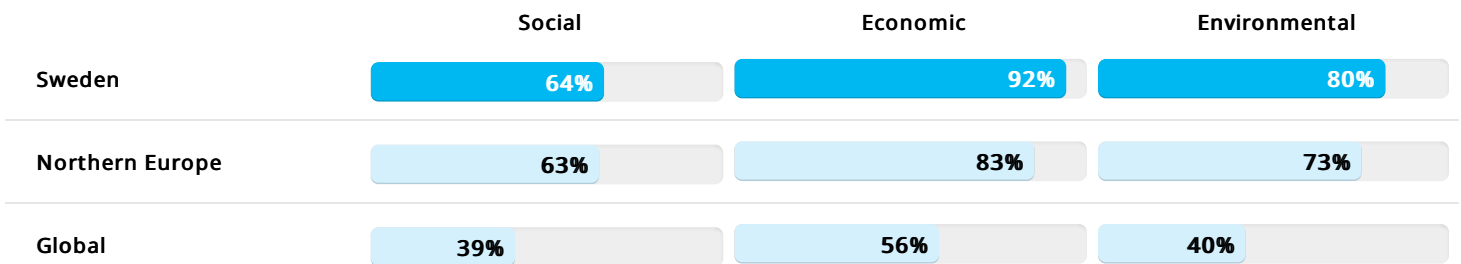 Social Economic Environmental
Sweden 64% 92% 80%
Northern Europe 63% 83% 73%
Global 39% 56% 40%